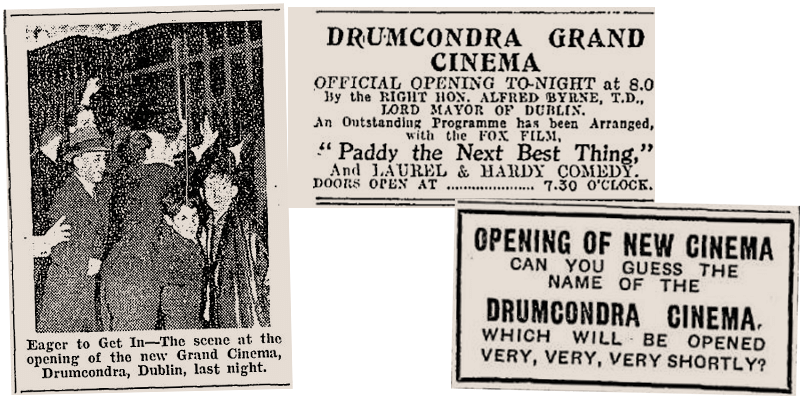 Eager to Get In—The scene at the
opening of the new Grand Cinema,
Drumcondra, Dublin, last night.
DRUMCONDRA GRAND
CINEMA
OFFICIAL OPENING TO-NIGHT at 8.0
By the RIGHT HON. ALFRED BYRNE, T.D.,
LORD MAYOR OF DUBLIN.
An Outstanding Programme has been Arranged,
with the FOX FILM,
“Paddy the Next Best Thing,”
And LAUREL & HARDY COMEDY.
DOORS OPEN AT .................... 7.30 O'CLOCK.
OPENING OF NEW CINEMA
CAN YOU GUESS THE
NAME OF THE
DRUMCONDRA CINEMA,
WHICH WILL BE OPENED
VERY, VERY, VERY SHORTLY?